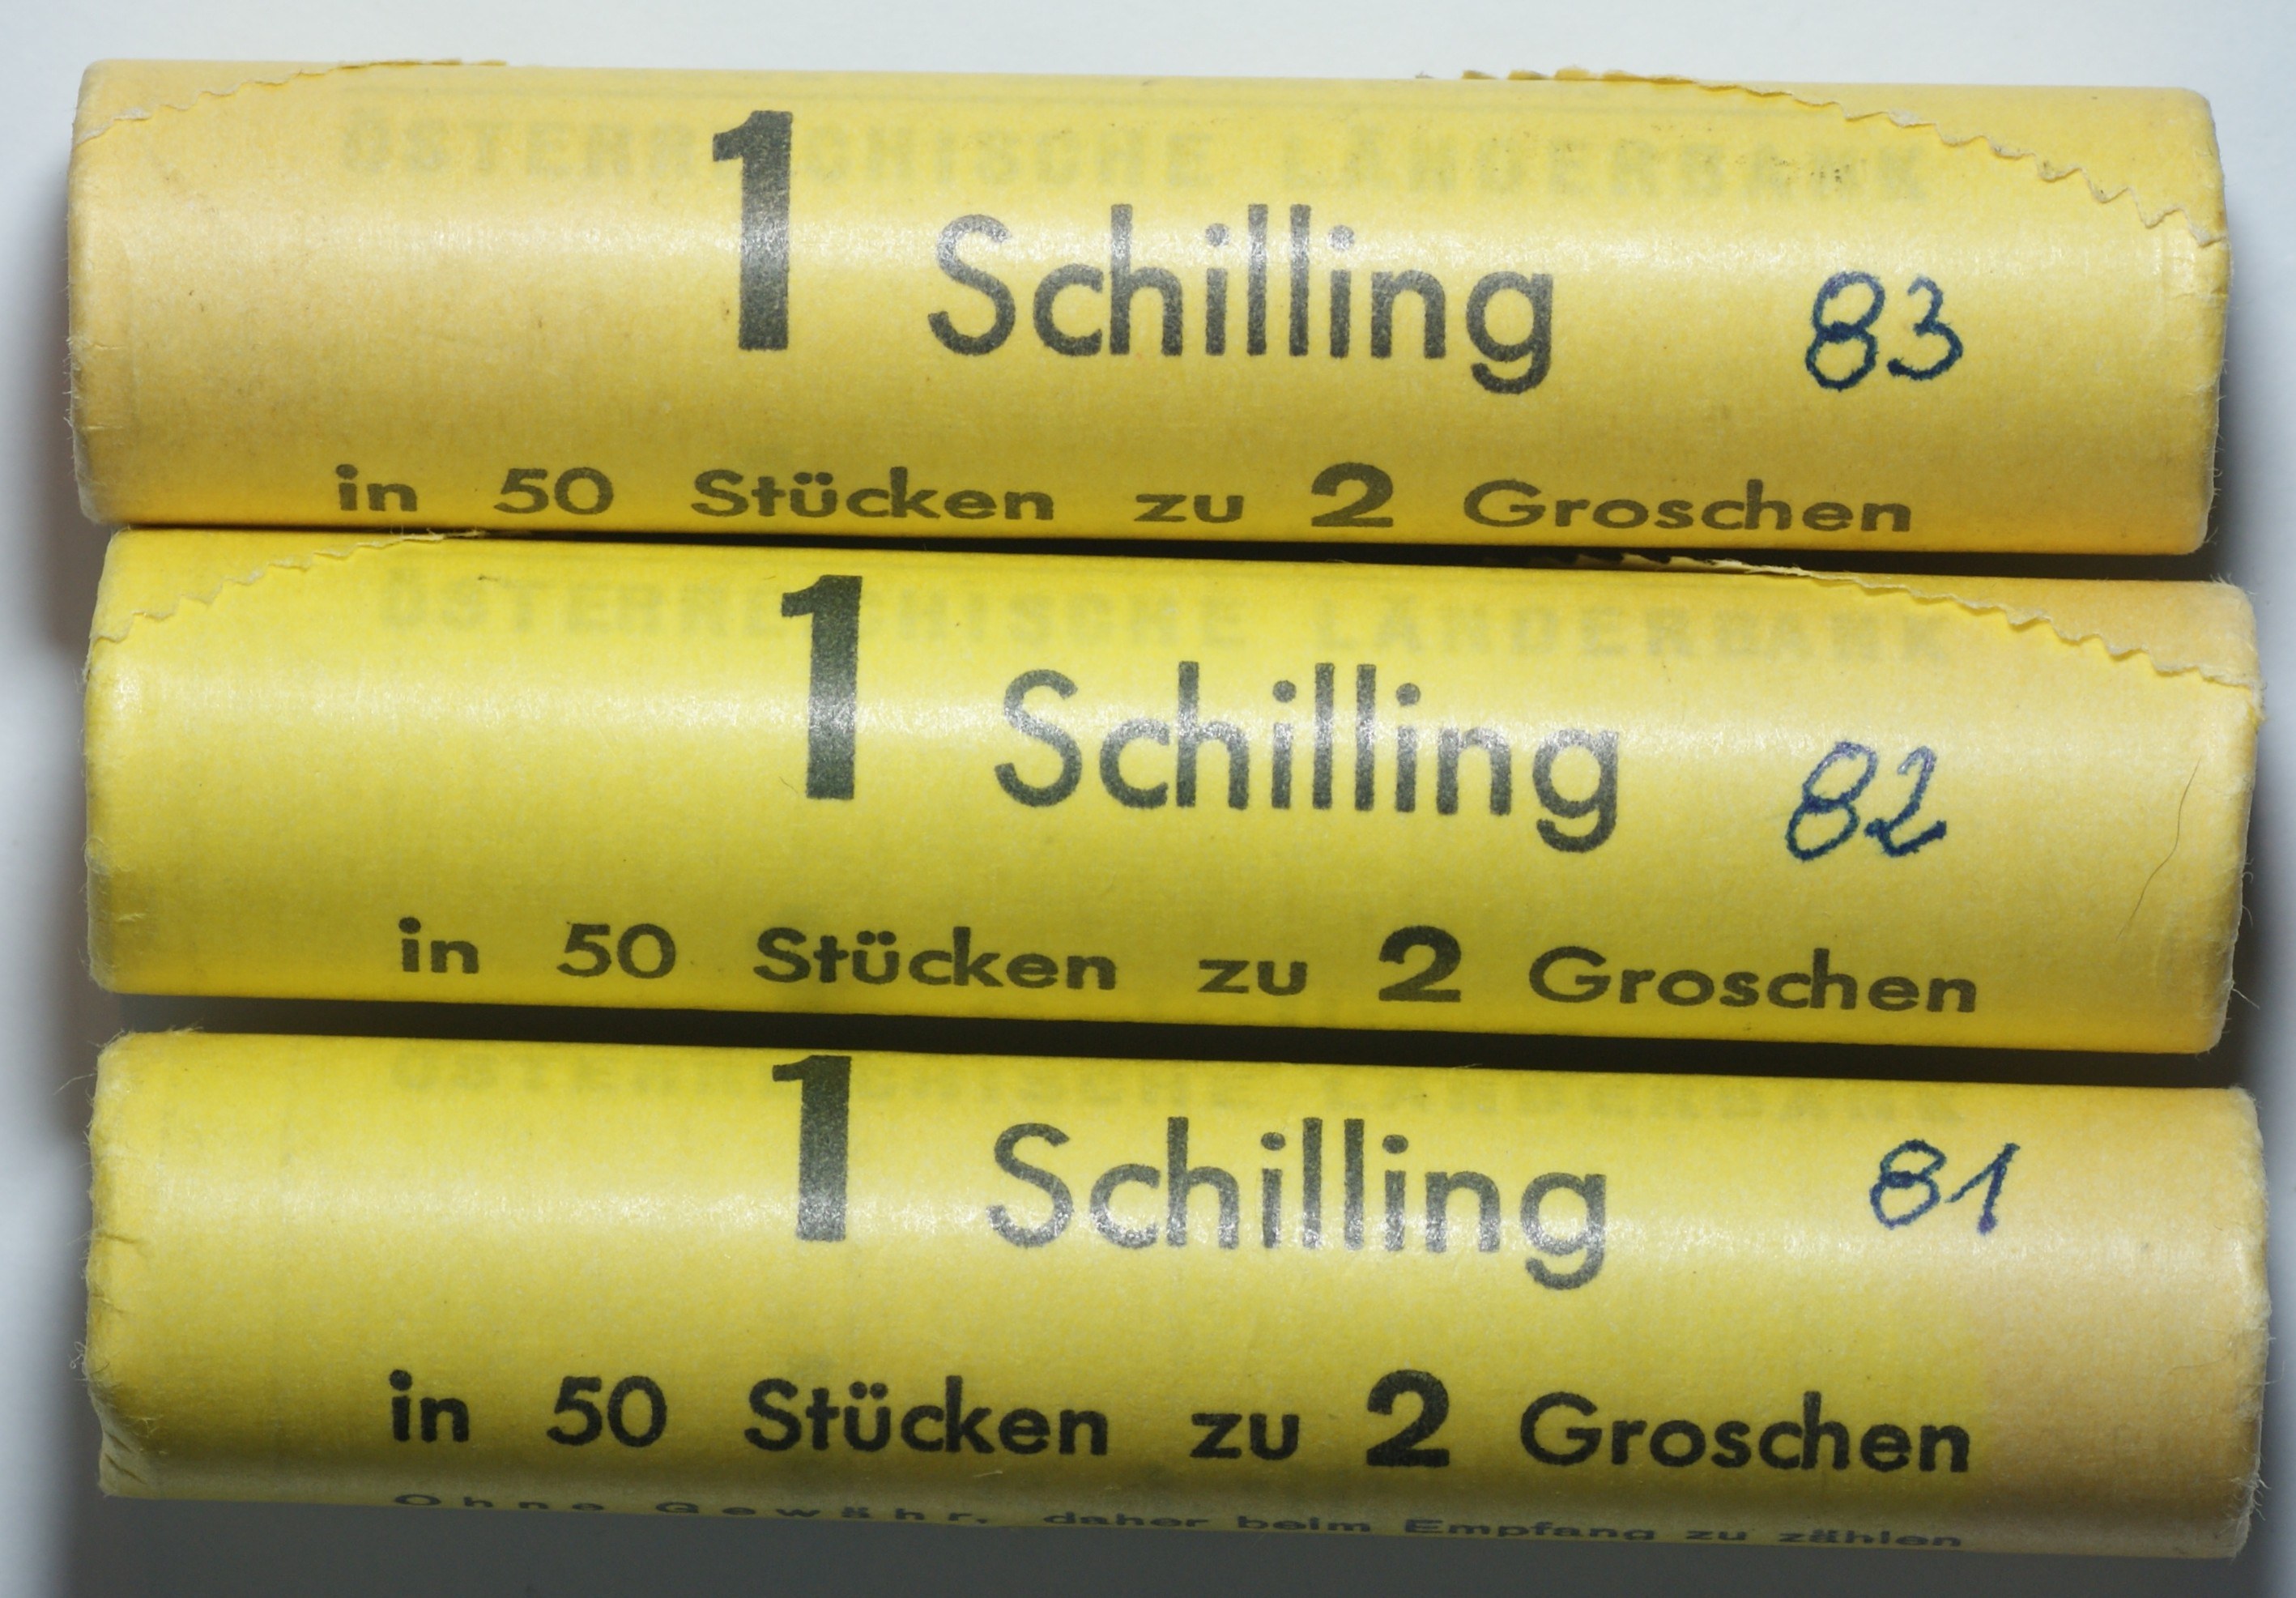 ÖSTERREICHISCHE LÄNDERBANK
1 Schilling 83
in 50 Stücken zu 2 Groschen
ÖSTERREICHISCHE LÄNDERBANK
1 Schilling 82
in 50 Stücken zu 2 Groschen
ÖSTERREICHISCHE LÄNDERBANK
1 Schilling 81
in 50 Stücken zu 2 Groschen
Ohne Gewähr, daher beim Empfang zu zählen